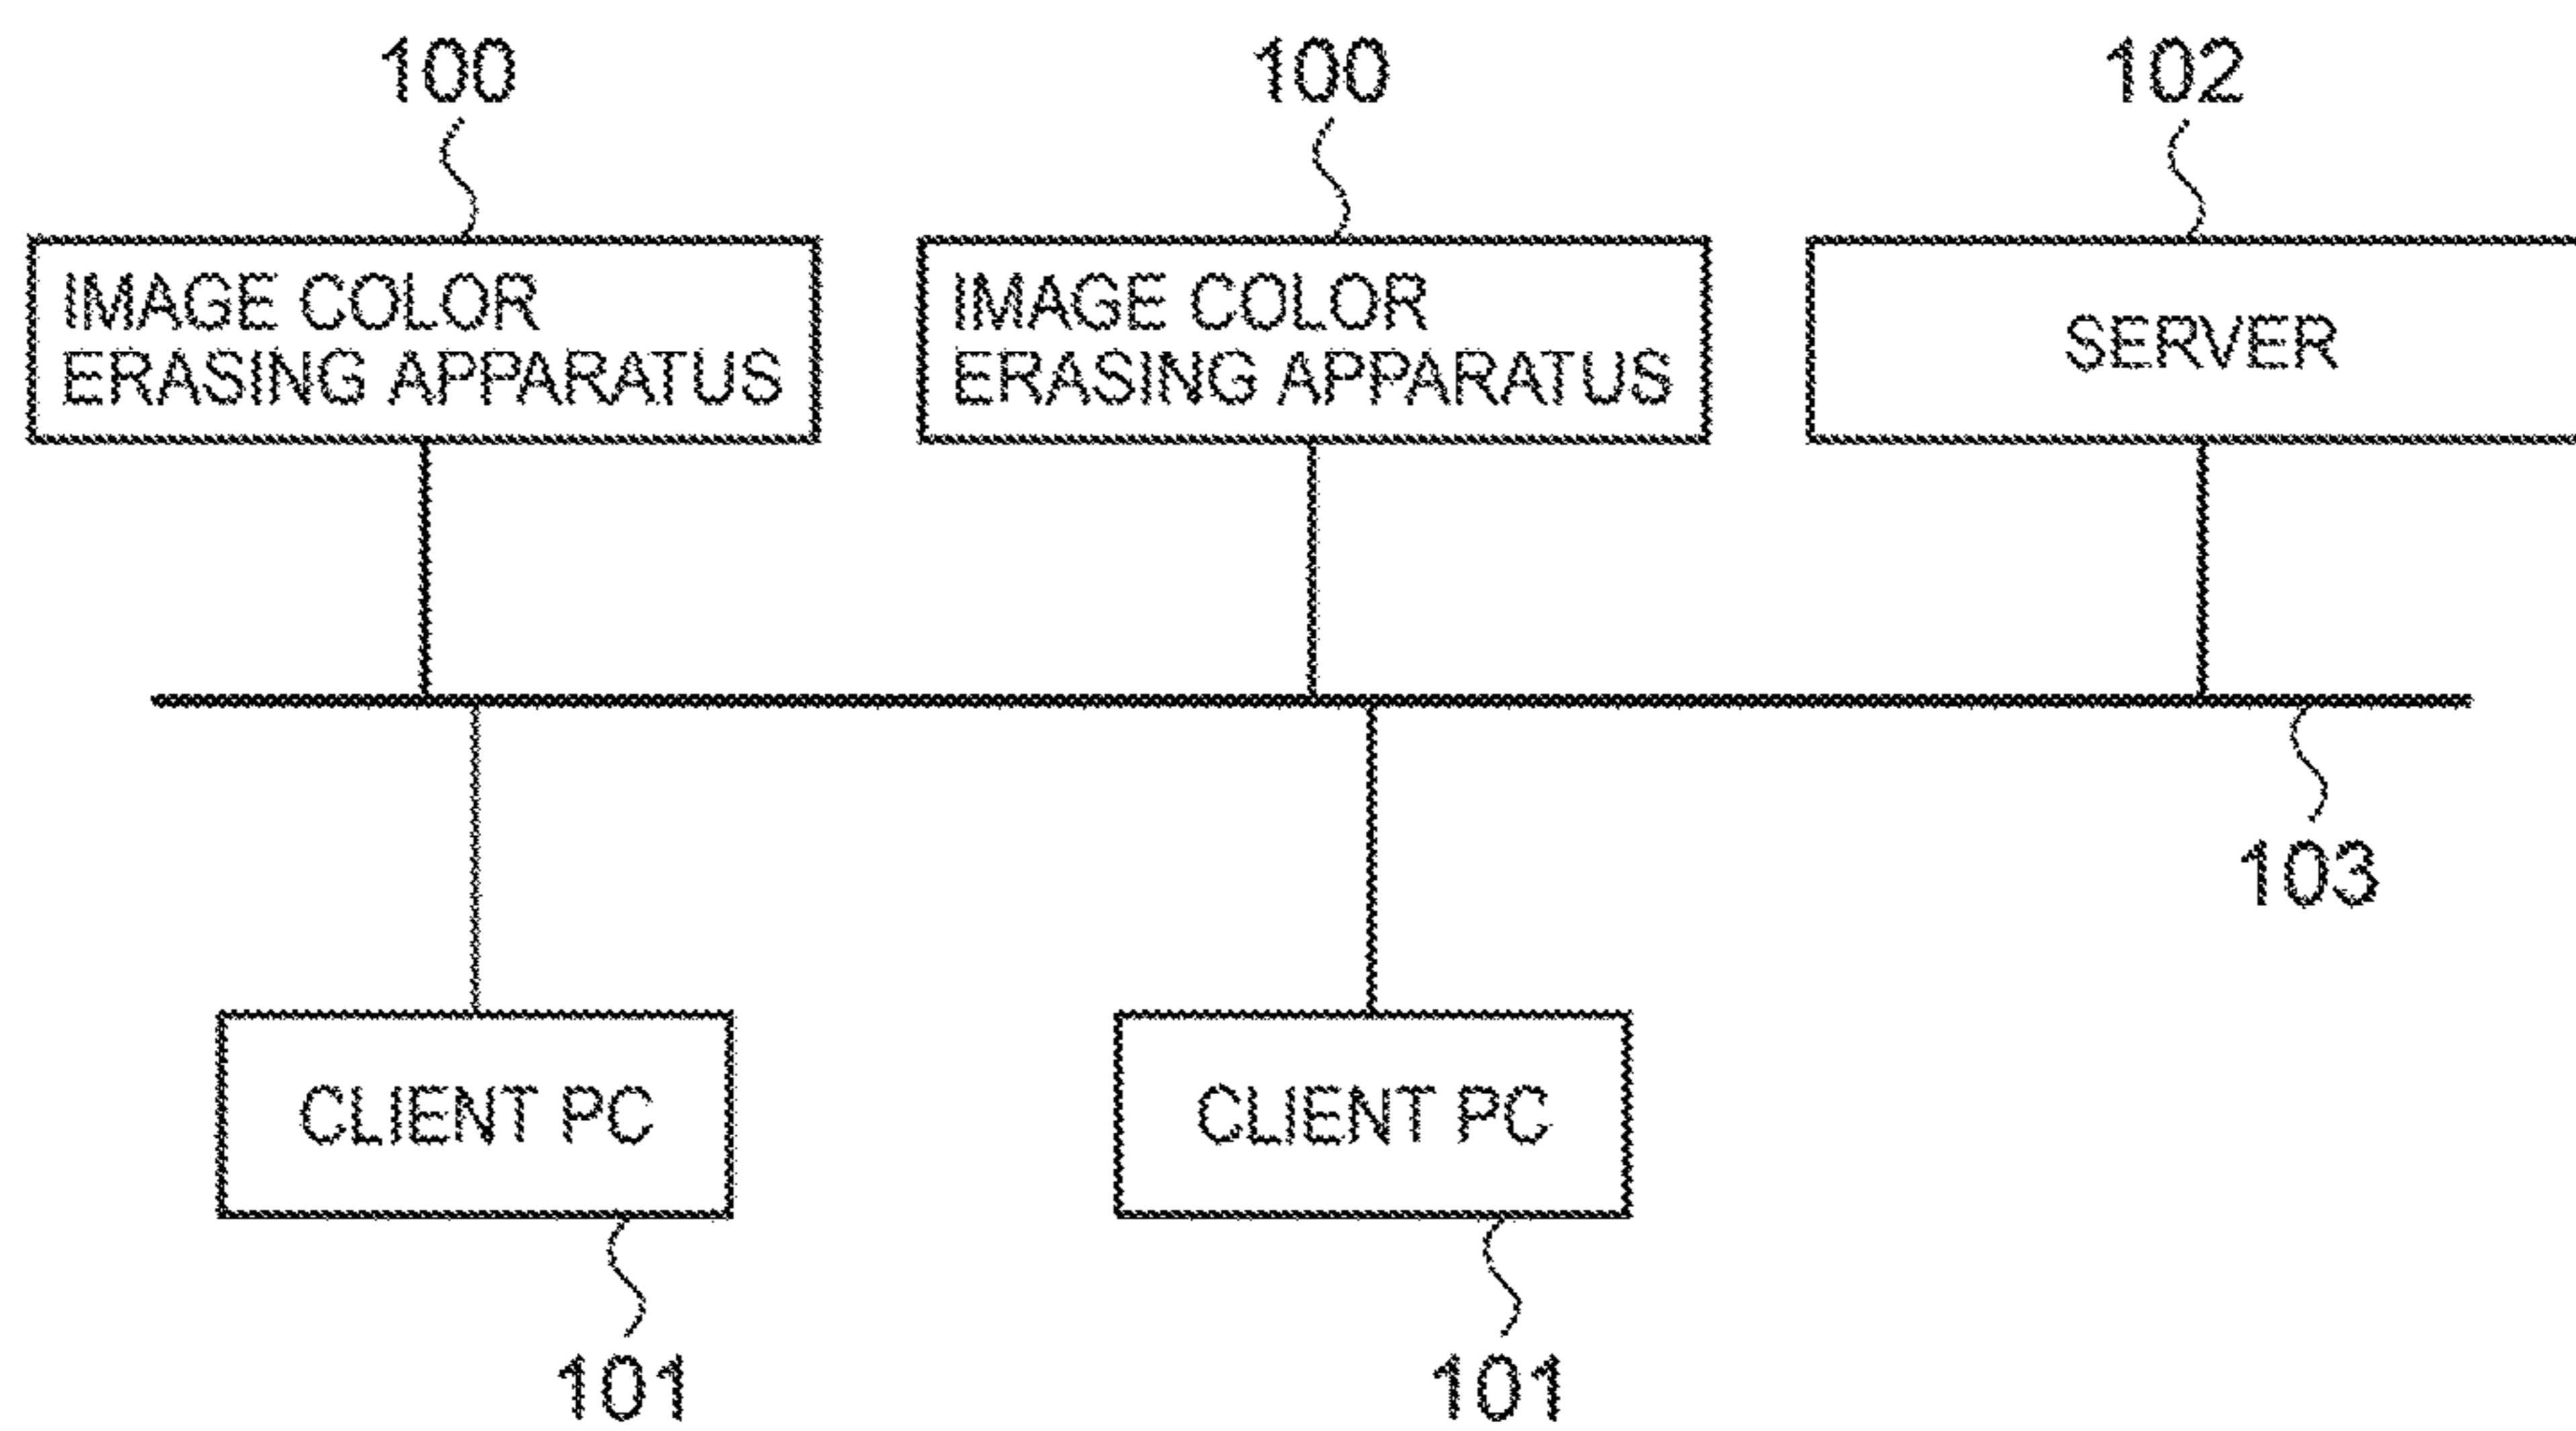 100
100
102
IMAGE COLOR
ERASING APPARATUS
IMAGE COLOR
ERASING APPARATUS
SERVER
103
CLIENT PC
CLIENT PC
101
101